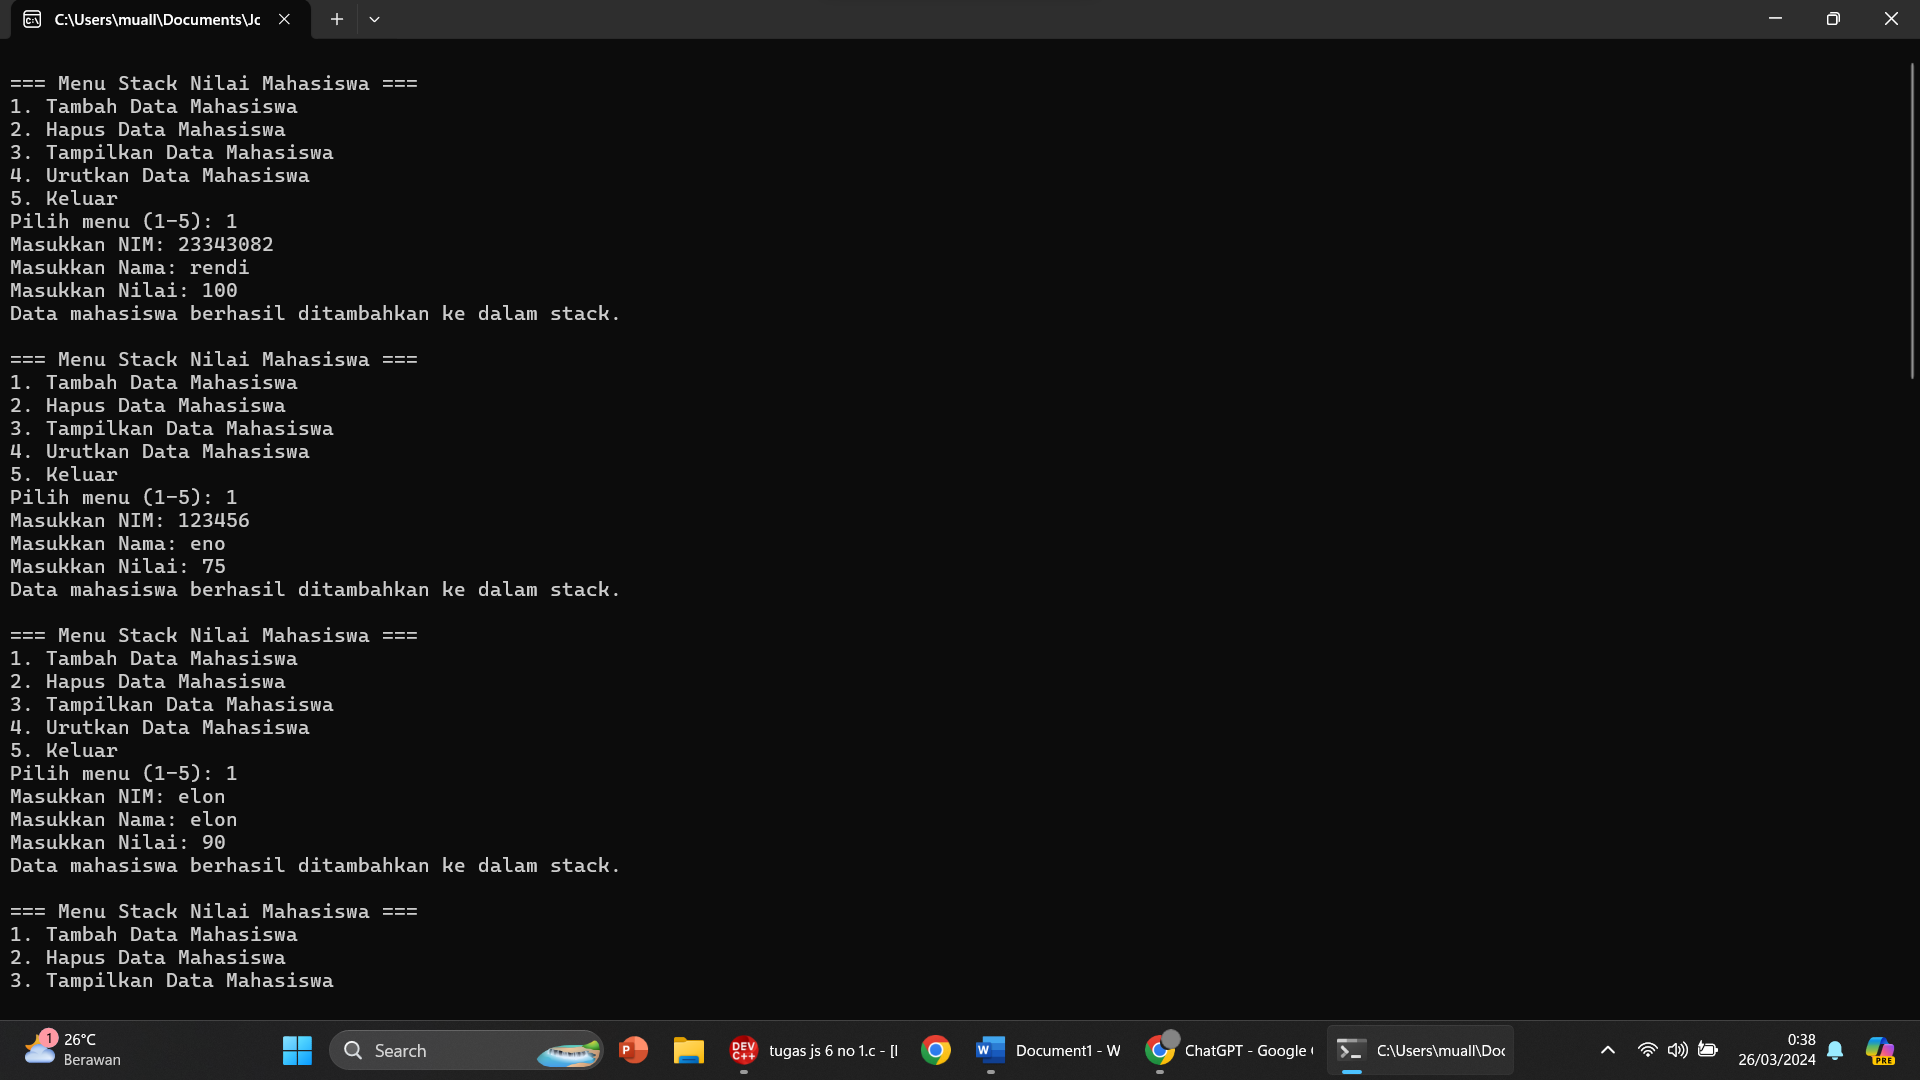 C:\Users\muall\Documents\Jc
=== Menu Stack Nilai Mahasiswa ===
1. Tambah Data Mahasiswa
2. Hapus Data Mahasiswa
3. Tampilkan Data Mahasiswa
4. Urutkan Data Mahasiswa
5. Keluar
Pilih menu (1-5): 1
Masukkan NIM: 23343082
Masukkan Nama: rendi
Masukkan Nilai: 100
Data mahasiswa berhasil ditambahkan ke dalam stack.
=== Menu Stack Nilai Mahasiswa ===
1. Tambah Data Mahasiswa
2. Hapus Data Mahasiswa
3. Tampilkan Data Mahasiswa
4. Urutkan Data Mahasiswa
5. Keluar
Pilih menu (1-5): 1
Masukkan NIM: 123456
Masukkan Nama: eno
Masukkan Nilai: 75
Data mahasiswa berhasil ditambahkan ke dalam stack.
=== Menu Stack Nilai Mahasiswa ===
1. Tambah Data Mahasiswa
2. Hapus Data Mahasiswa
3. Tampilkan Data Mahasiswa
4. Urutkan Data Mahasiswa
5. Keluar
Pilih menu (1-5): 1
Masukkan NIM: elon
Masukkan Nama: elon
Masukkan Nilai: 90
Data mahasiswa berhasil ditambahkan ke dalam stack.
=== Menu Stack Nilai Mahasiswa ===
1. Tambah Data Mahasiswa
2. Hapus Data Mahasiswa
3. Tampilkan Data Mahasiswa
1
26°C
Berawan
Search
P
DEV C++
tugas js 6 no 1.c - [
W
Document1 - W
ChatGPT - Google
C:\Users\muall\Doc
0:38
26/03/2024
PRE